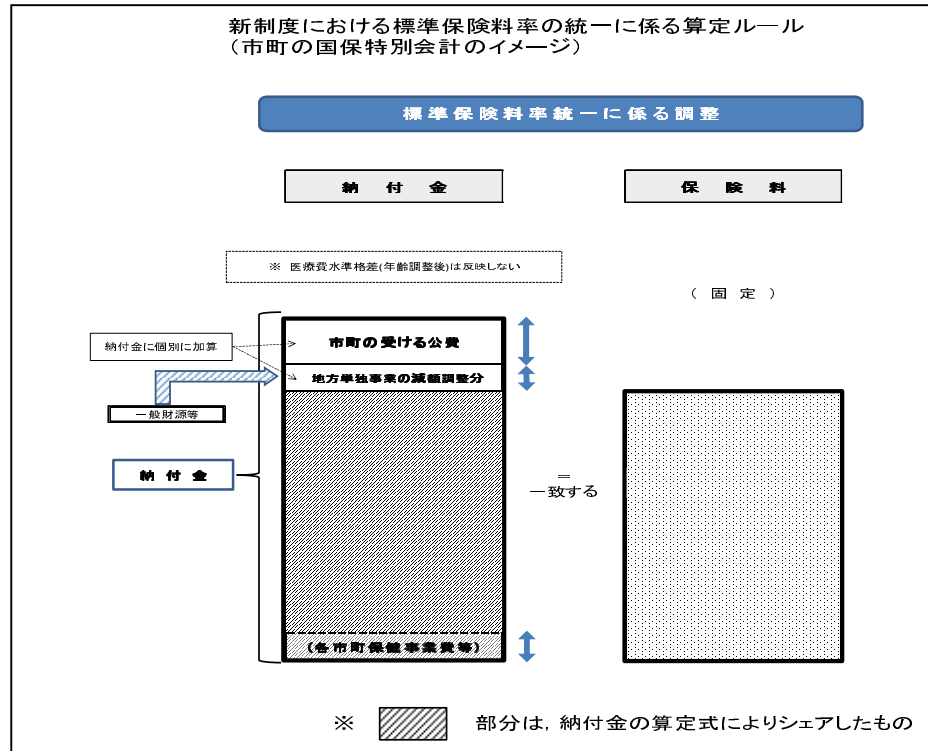 新制度における標準保険料率の統一に係る算定ルール
(市町の国保特別会計のイメージ)
標準保険料率統一に係る調整
納付金
保険料
※ 医療費水準格差(年齢調整後)は反映しない
(固定)
納付金に個別に加算
市町の受ける公費
地方単独事業の減額調整分
一般財源等
納付金
=
一致する
(各市町保健事業費等)
※ 部分は,納付金の算定式によりシェアしたもの